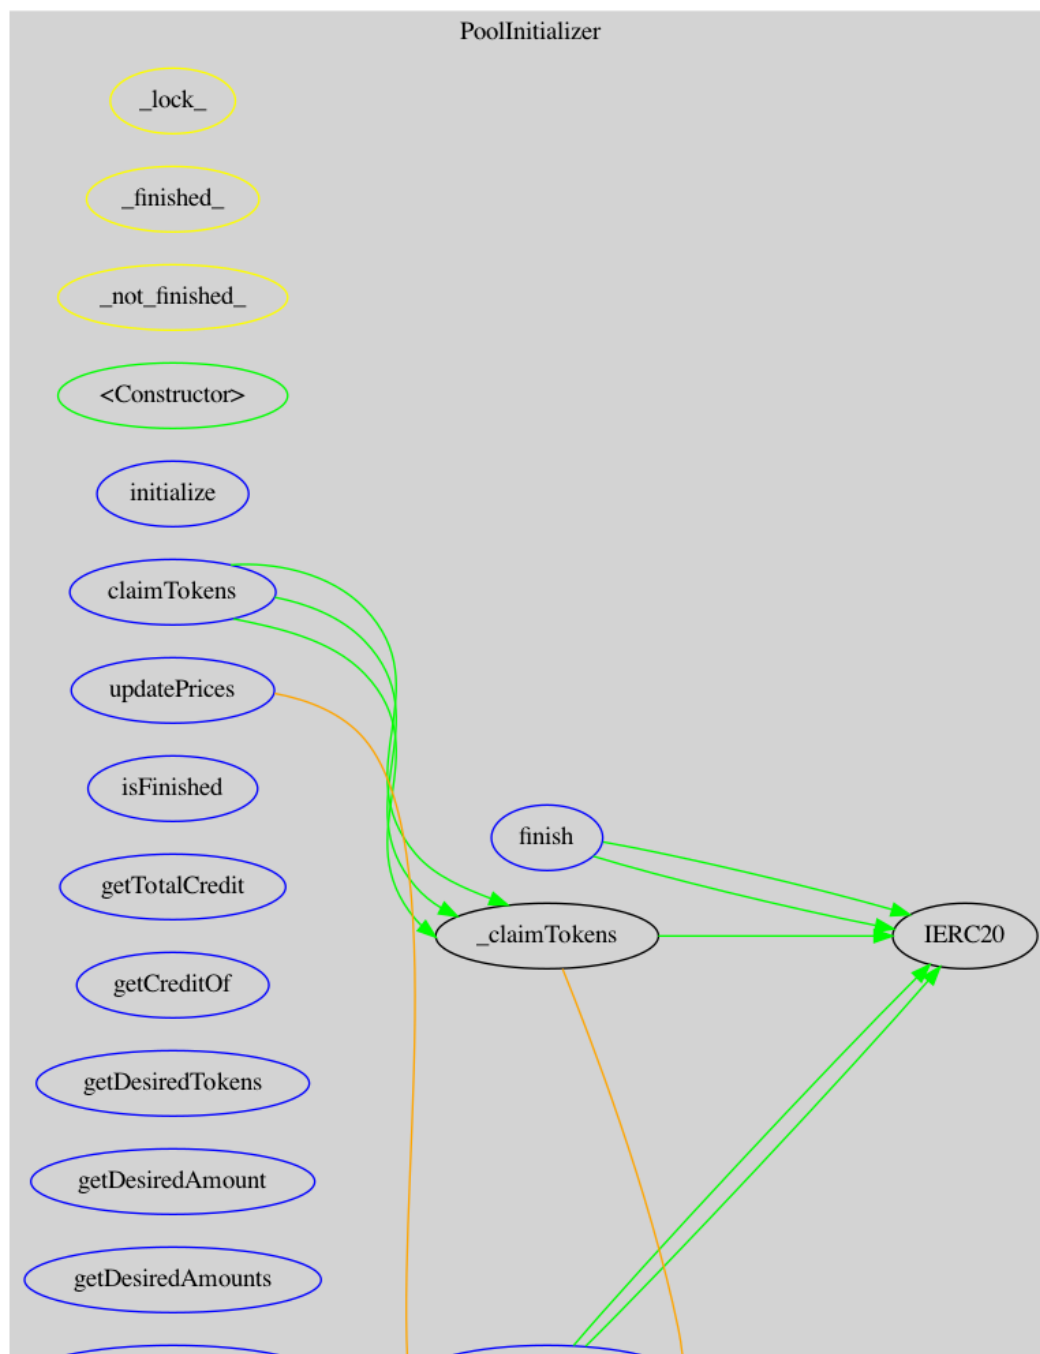 PoolInitializer
_lock_
_finished_
_not_finished_
<Constructor>
initialize
claimTokens
updatePrices
isFinished
finish
getTotalCredit
_claimTokens
IERC20
getCreditOf
getDesiredTokens
getDesiredAmount
getDesiredAmounts